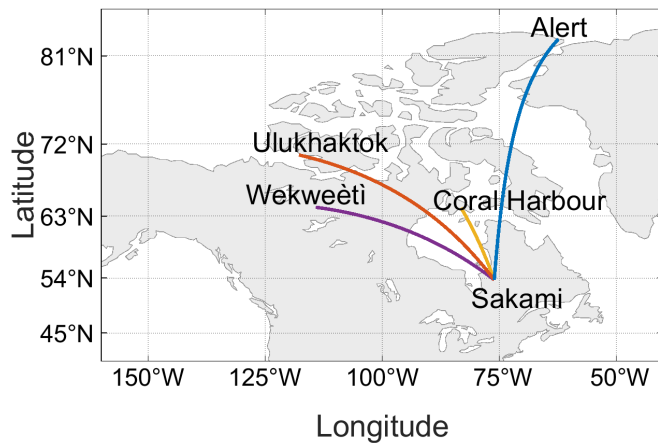 Alert
81°N
72°N
Ulukhaktok
Wekweètì
Coral Harbour
63°N
54°N
Sakami
45°N
150°W
125°W
100°W
75°W
50°W
Latitude
Longitude